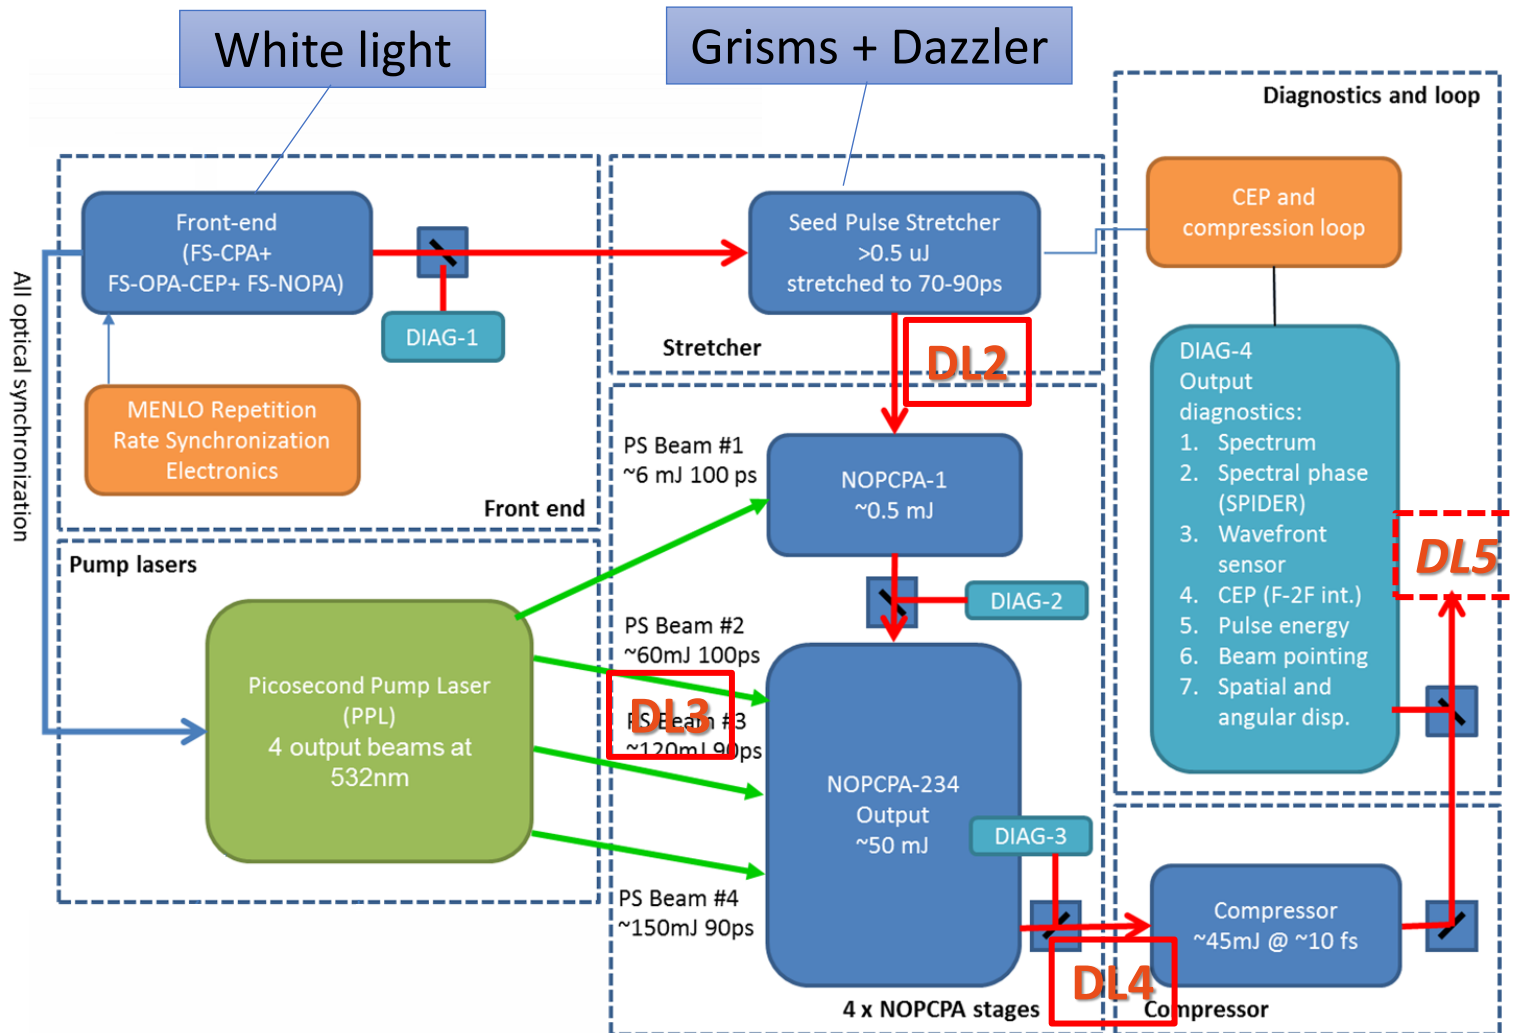 White light
Grisms + Dazzler
Diagnostics and loop
Front-end
(FS-CPA+
FS-OPA-CEP+ FS-NOPA)
DIAG-1
MENLO Repetition
Rate Synchronization
Electronics
Front end
All optical synchronization
Seed Pulse Stretcher
>0.5 uJ
stretched to 70-90ps
Stretcher
DL2
CEP and
compression loop
DIAG-4
Output
diagnostics:
1. Spectrum
2. Spectral phase
(SPIDER)
3. Wavefront
sensor
4. CEP (F-2F int.)
5. Pulse energy
6. Beam pointing
7. Spatial and
angular disp.
DL5
Pump lasers
Picosecond Pump Laser
(PPL)
4 output beams at
532nm
PS Beam #1
~6 mJ 100 ps
NOPCPA-1
~0.5 mJ
DIAG-2
PS Beam #2
~60mJ 100ps
DL3
PS Beam #3
~120mJ 90ps
NOPCPA-234
Output
~50 mJ
DIAG-3
PS Beam #4
~150mJ 90ps
4 x NOPCPA stages
DL4
Compressor
~45mJ @ ~10 fs
Compressor